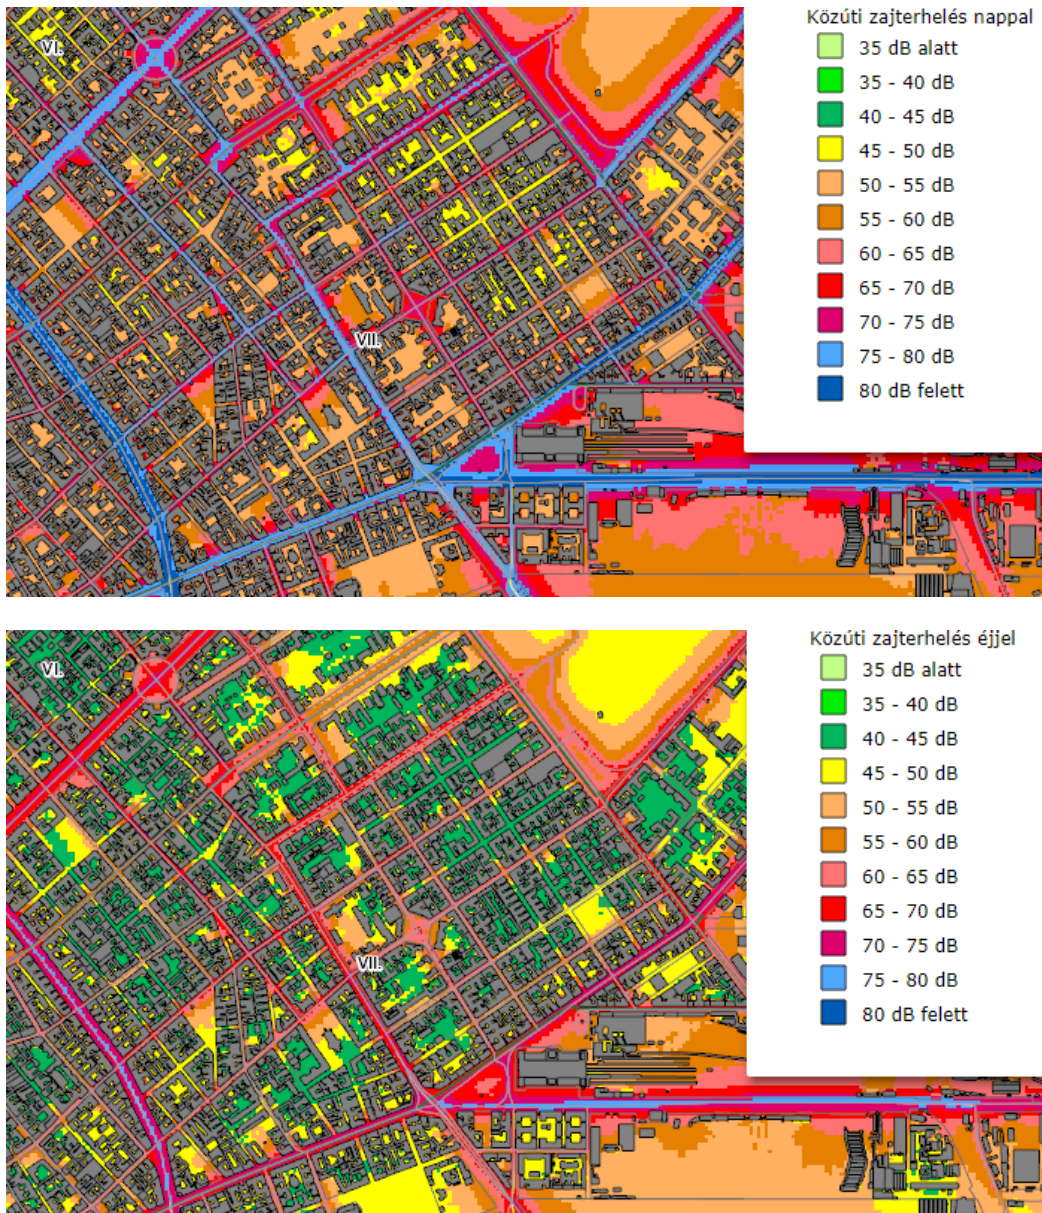 Közúti zajterhelés nappal
35 dB alatt
35 - 40 dB
40 - 45 dB
45 - 50 dB
50 - 55 dB
55 - 60 dB
60 - 65 dB
65 - 70 dB
70 - 75 dB
75 - 80 dB
80 dB felett
VI.
VII.
Közúti zajterhelés éjjel
35 dB alatt
35 - 40 dB
40 - 45 dB
45 - 50 dB
50 - 55 dB
55 - 60 dB
60 - 65 dB
65 - 70 dB
70 - 75 dB
75 - 80 dB
80 dB felett
VI.
VII.